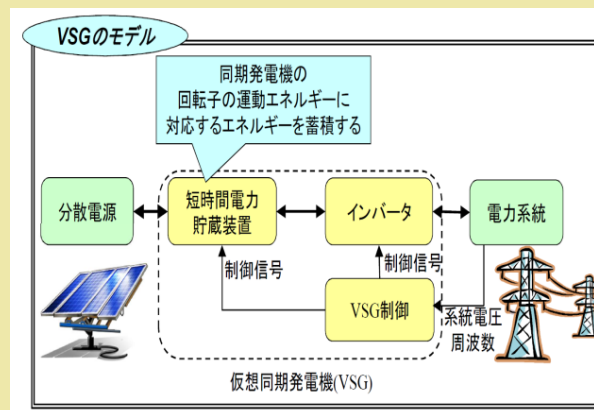 VSGのモデル
同期発電機の
回転子の運動エネルギーに
対応するエネルギーを蓄積する
分散電源
短時間電力
貯蔵装置
インバータ
電力系統
制御信号
制御信号
VSG制御
系統電圧
周波数
仮想同期発電機(VSG)